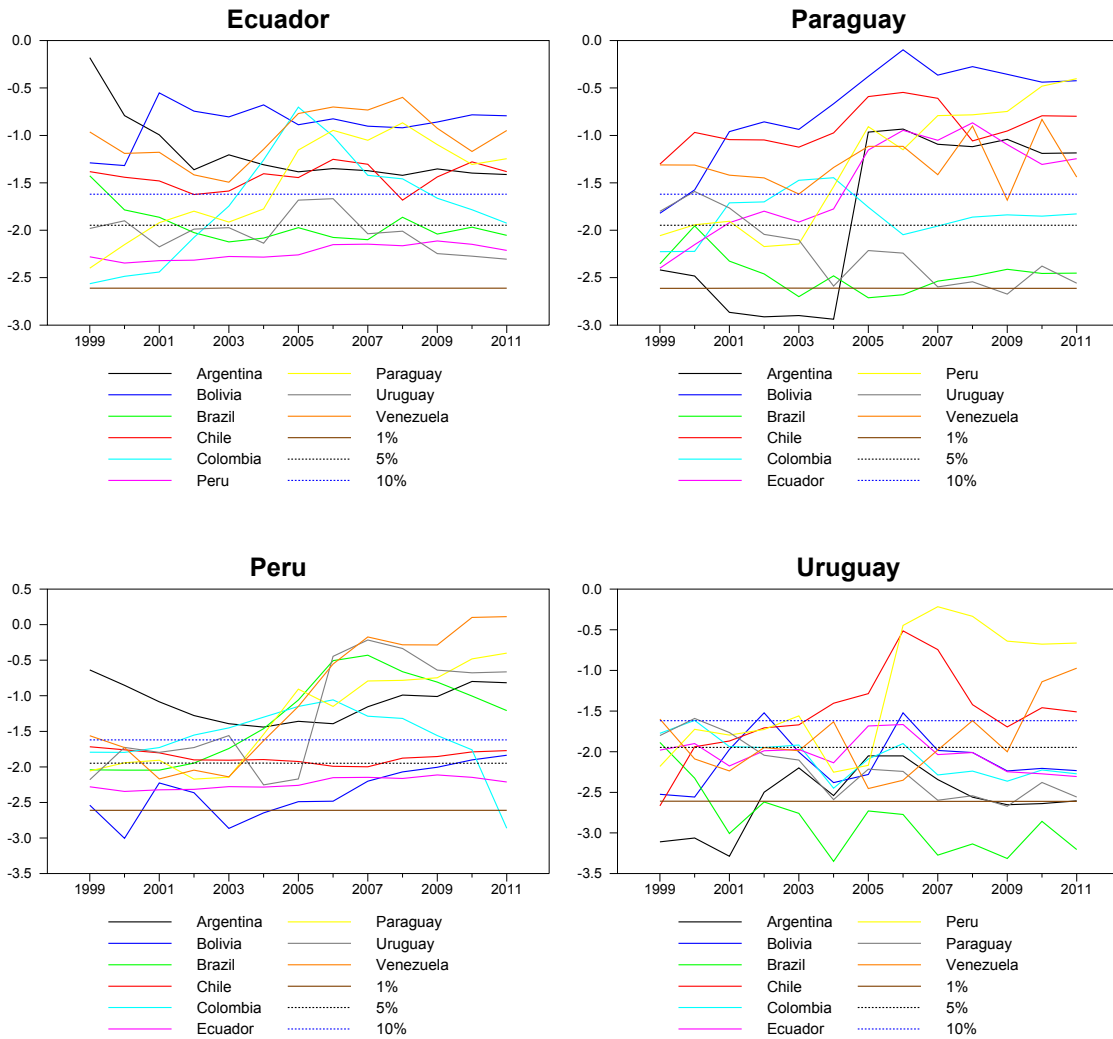 Ecuador
0.0
-0.5
-1.0
-1.5
-2.0
-2.5
-3.0
1999 2001 2003 2005 2007 2009 2011
Argentina Paraguay
Bolivia Uruguay
Brazil Venezuela
Chile 1%
Colombia 5%
Peru 10%
Paraguay
0.0
-0.5
-1.0
-1.5
-2.0
-2.5
-3.0
1999 2001 2003 2005 2007 2009 2011
Argentina Peru
Bolivia Uruguay
Brazil Venezuela
Chile 1%
Colombia 5%
Ecuador 10%
Peru
0.5
0.0
-0.5
-1.0
-1.5
-2.0
-2.5
-3.0
-3.5
1999 2001 2003 2005 2007 2009 2011
Argentina Paraguay
Bolivia Uruguay
Brazil Venezuela
Chile 1%
Colombia 5%
Ecuador 10%
Uruguay
0.0
-0.5
-1.0
-1.5
-2.0
-2.5
-3.0
-3.5
1999 2001 2003 2005 2007 2009 2011
Argentina Peru
Bolivia Paraguay
Brazil Venezuela
Chile 1%
Colombia 5%
Ecuador 10%